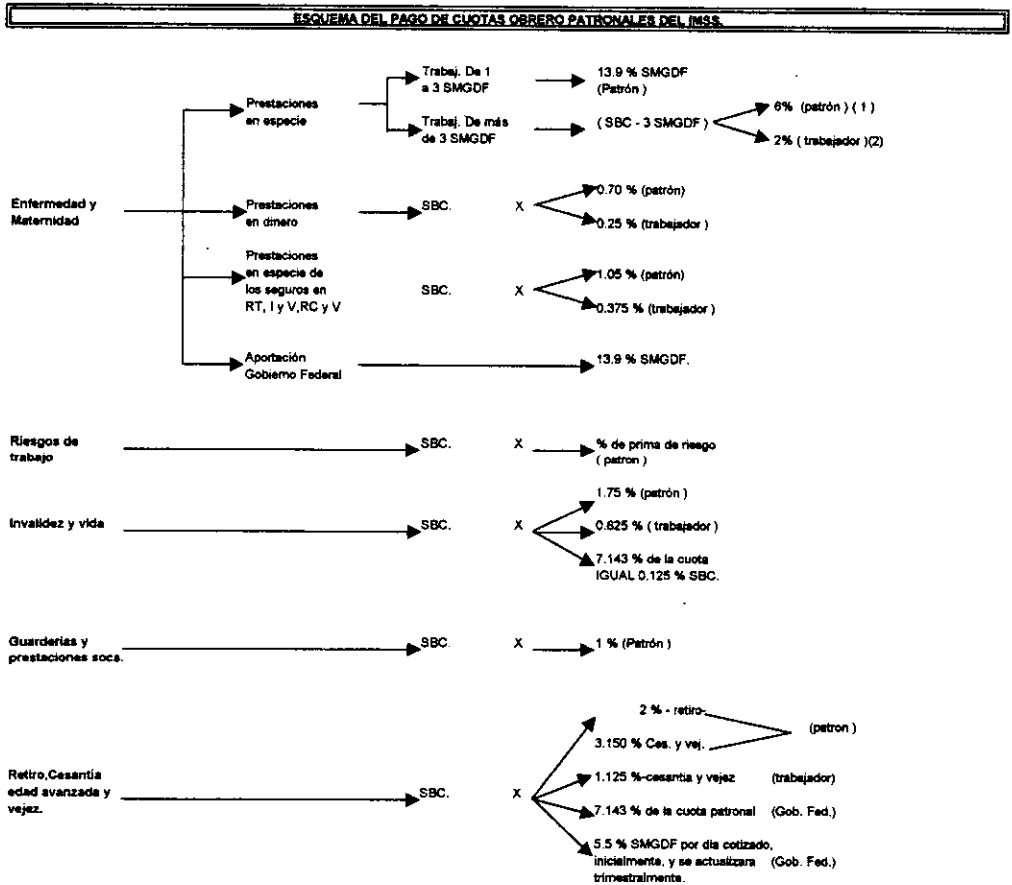 ESQUEMA DEL PAGO DE CUOTAS OBRERO PATRONALES DEL IMSS.
Trabaj. De 1
a 3 SMGDF
13.9 % SMGDF
(Patrón )
Prestaciones
en especie
Trabaj. De más
de 3 SMGDF
( SBC - 3 SMGDF )
6% (patrón ) ( 1 )
2% ( trabajador )(2)
Enfermedad y
Maternidad
Prestaciones
en dinero
SBC.
X
0.70 % (patrón)
0.25 % (trabajador )
Prestaciones
en especie de
los seguros en
RT, I y V,RC y V
SBC.
X
1.05 % (patrón)
0.375 % (trabajador )
Aportación
Gobierno Federal
13.9 % SMGDF.
Riesgos de
trabajo
SBC.
X
% de prima de riesgo
( patron )
Invalidez y vida
SBC.
X
1.75 % (patrón )
0.625 % ( trabajador )
7.143 % de la cuota
IGUAL 0.125 % SBC.
Guarderías y
prestaciones socs.
SBC.
X
1 % (Patrón )
Retiro,Cesantía
edad avanzada y
vejez.
SBC.
X
2 % - retiro-
3.150 % Ces. y vej.
(patron )
1.125 %-cesantia y vejez (trabajador)
7.143 % de la cuota patronal (Gob. Fed.)
5.5 % SMGDF por dia cotizado,
inicialmente, y se actualizara (Gob. Fed.)
trimestralmente.